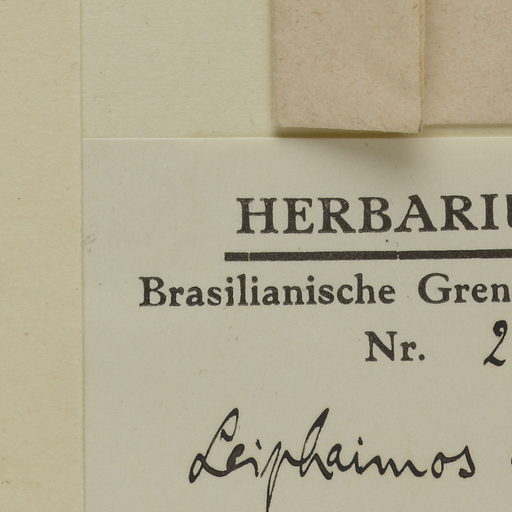 HERBARIU
Brasilianische Gren
Nr. 2
Leiphaimos